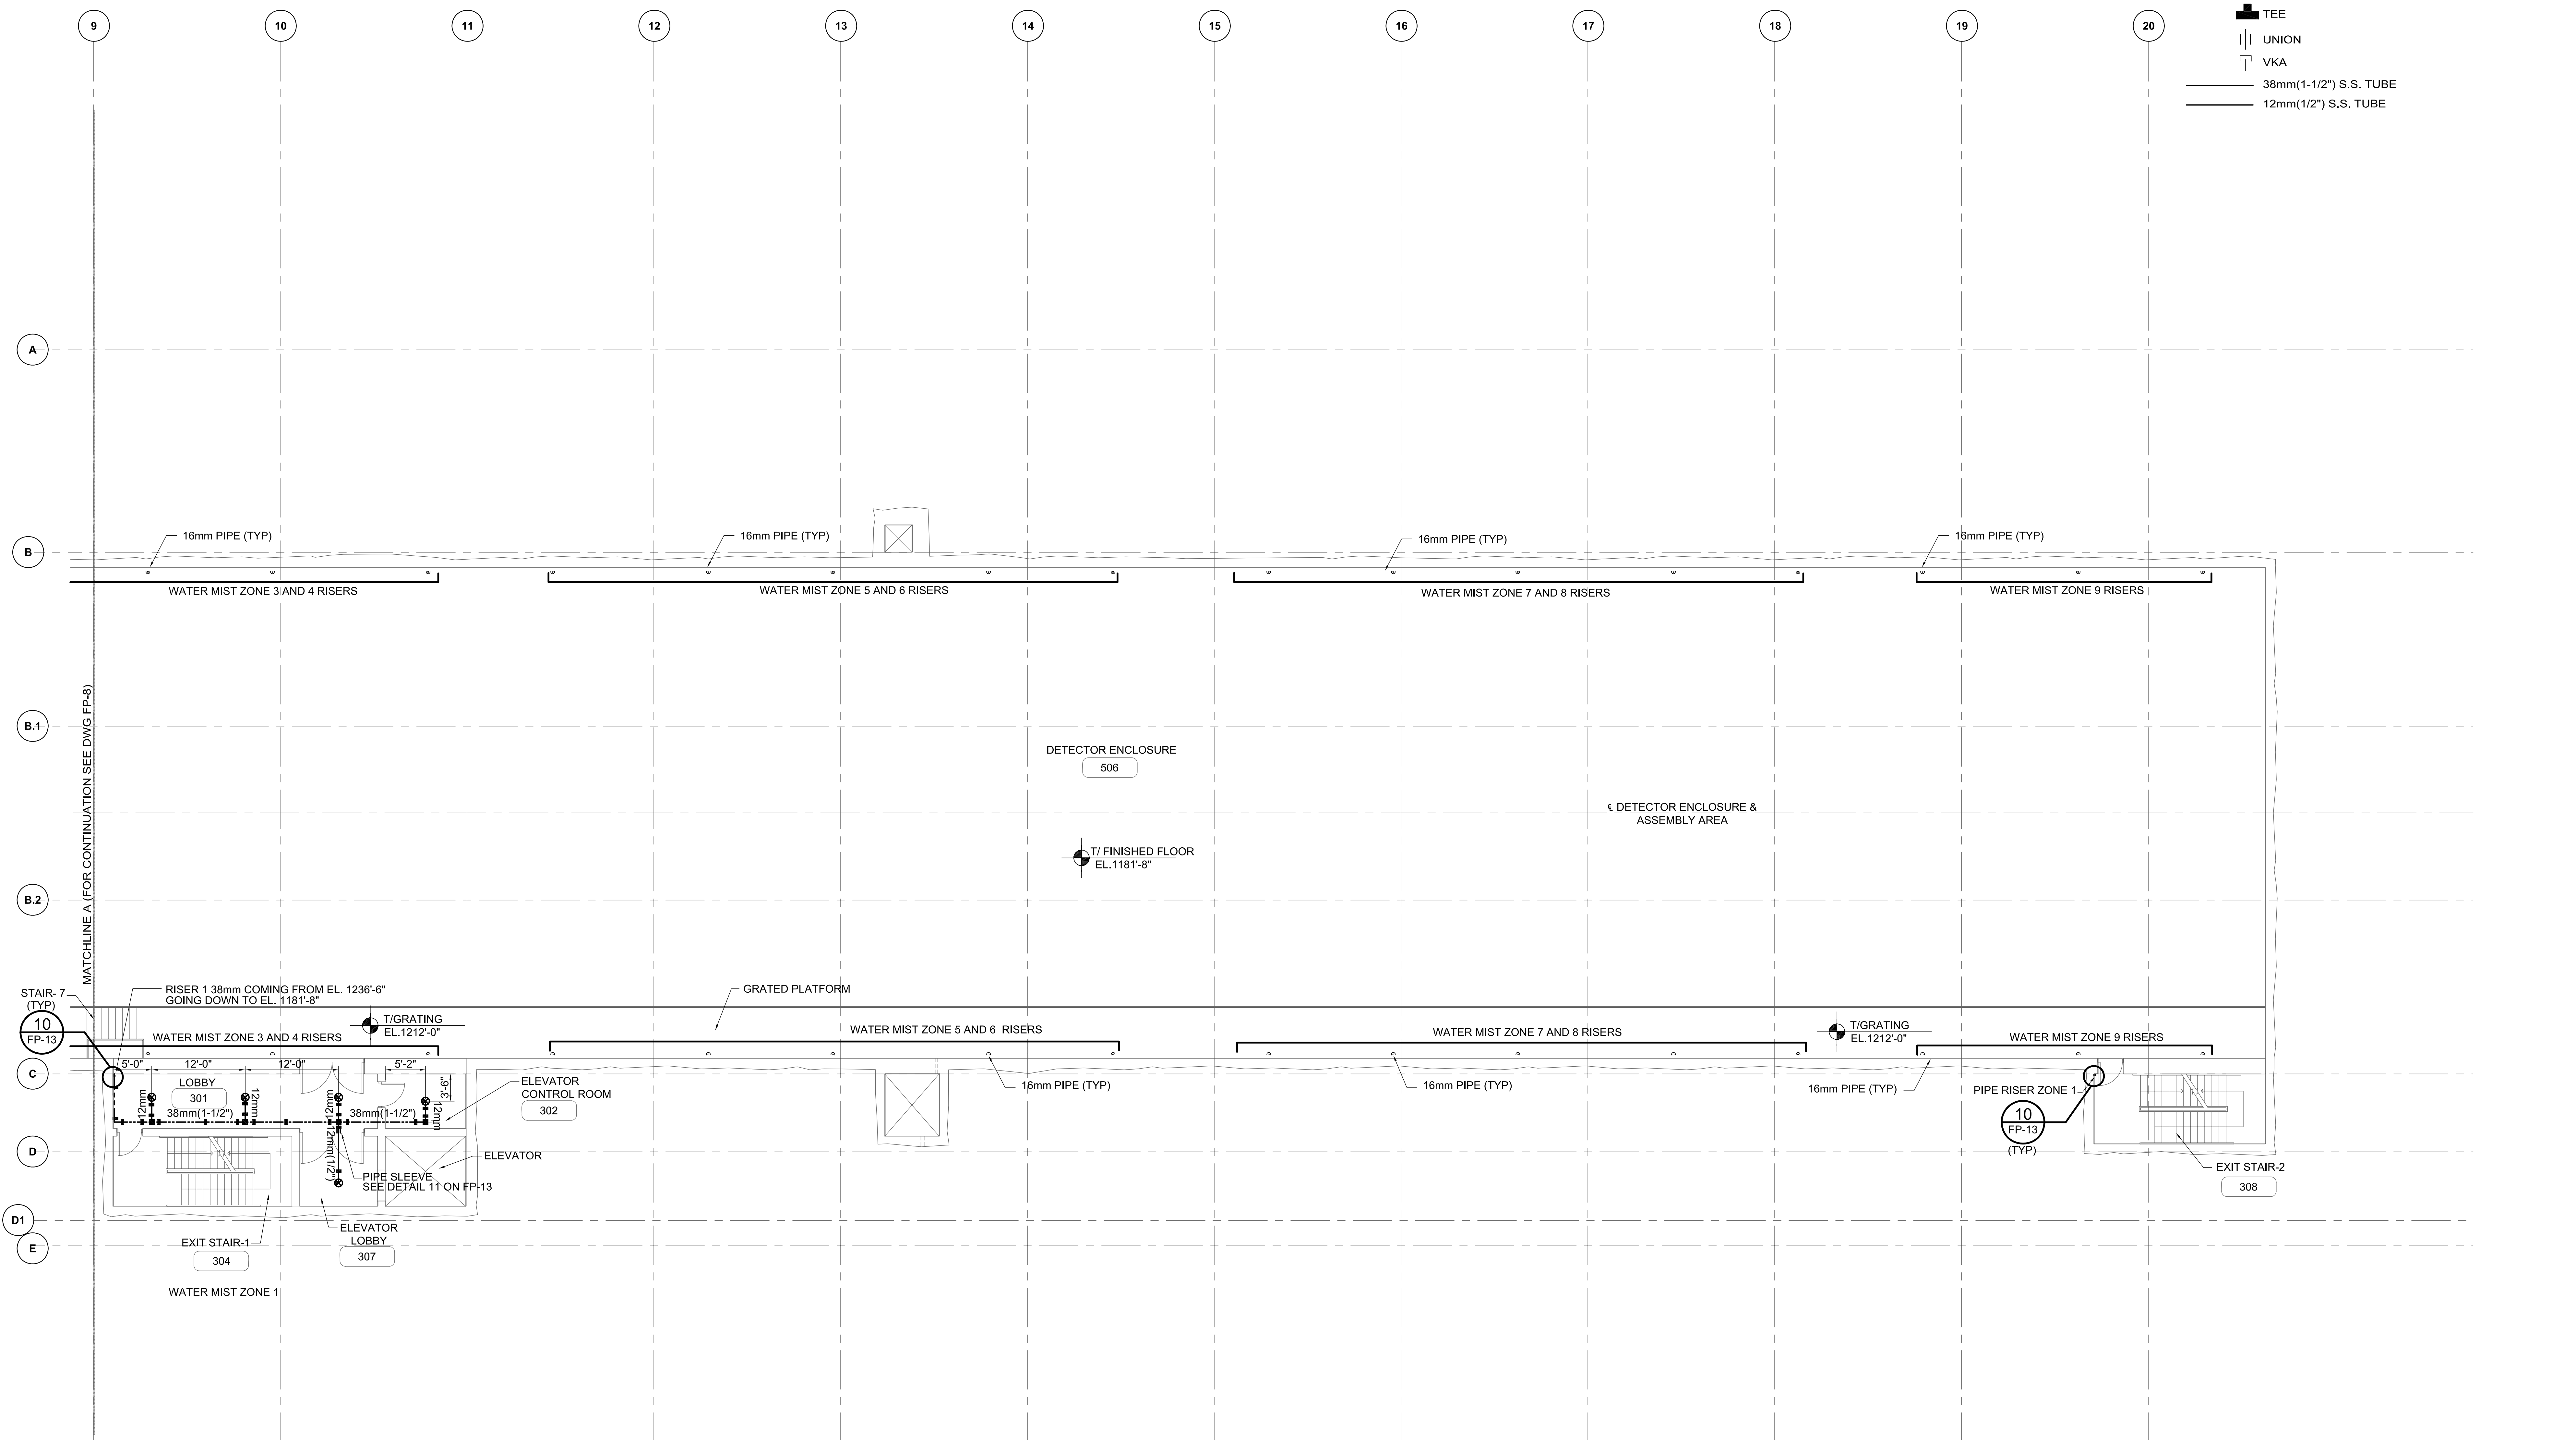 9 10 11 12 13 14 15 16 17 18 19 20
TEE
UNION
VKA
38mm(1-1/2") S.S. TUBE
12mm(1/2") S.S. TUBE
A
B
16mm PIPE (TYP)
16mm PIPE (TYP)
16mm PIPE (TYP)
16mm PIPE (TYP)
WATER MIST ZONE 3 AND 4 RISERS
WATER MIST ZONE 5 AND 6 RISERS
WATER MIST ZONE 7 AND 8 RISERS
WATER MIST ZONE 9 RISERS
MATCHLINE A (FOR CONTINUATION SEE DWG FP-8)
B.1
DETECTOR ENCLOSURE
506
℄ DETECTOR ENCLOSURE &
ASSEMBLY AREA
T/ FINISHED FLOOR
EL.1181'-8"
B.2
STAIR- 7
(TYP)
RISER 1 38mm COMING FROM EL. 1236'-6"
GOING DOWN TO EL. 1181'-8"
GRATED PLATFORM
10
FP-13
T/GRATING
EL.1212'-0"
WATER MIST ZONE 3 AND 4 RISERS
WATER MIST ZONE 5 AND 6 RISERS
WATER MIST ZONE 7 AND 8 RISERS
T/GRATING
EL.1212'-0"
WATER MIST ZONE 9 RISERS
C
5'-0"
12'-0"
12'-0"
5'-2"
3'-9"
LOBBY
301
12mm
12mm
12mm
12mm
38mm(1-1/2")
38mm(1-1/2")
12mm(1/2")
ELEVATOR
CONTROL ROOM
302
16mm PIPE (TYP)
16mm PIPE (TYP)
16mm PIPE (TYP)
PIPE RISER ZONE 1
10
FP-13
(TYP)
D
ELEVATOR
PIPE SLEEVE
SEE DETAIL 11 ON FP-13
EXIT STAIR-2
308
D1
E
EXIT STAIR-1
304
ELEVATOR
LOBBY
307
WATER MIST ZONE 1